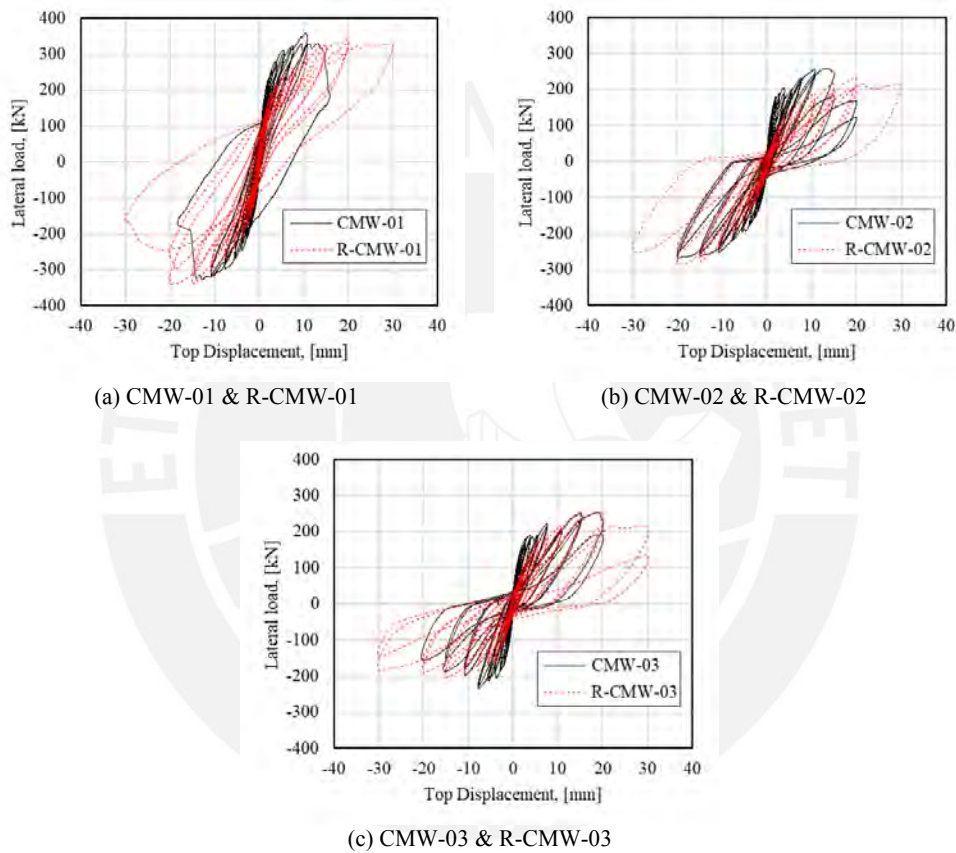 400
300
200
100
0
-100
-200
-300
-400
Lateral load, [kN]
CMW-01
R-CMW-01
-40 -30 -20 -10 0 10 20 30 40
Top Displacement, [mm]
(a) CMW-01 & R-CMW-01
400
300
200
100
0
-100
-200
-300
-400
Lateral load, [kN]
CMW-02
R-CMW-02
-40 -30 -20 -10 0 10 20 30 40
Top Displacement, [mm]
(b) CMW-02 & R-CMW-02
400
300
200
100
0
-100
-200
-300
-400
Lateral load, [kN]
CMW-03
R-CMW-03
-40 -30 -20 -10 0 10 20 30 40
Top Displacement, [mm]
(c) CMW-03 & R-CMW-03
ET
ET